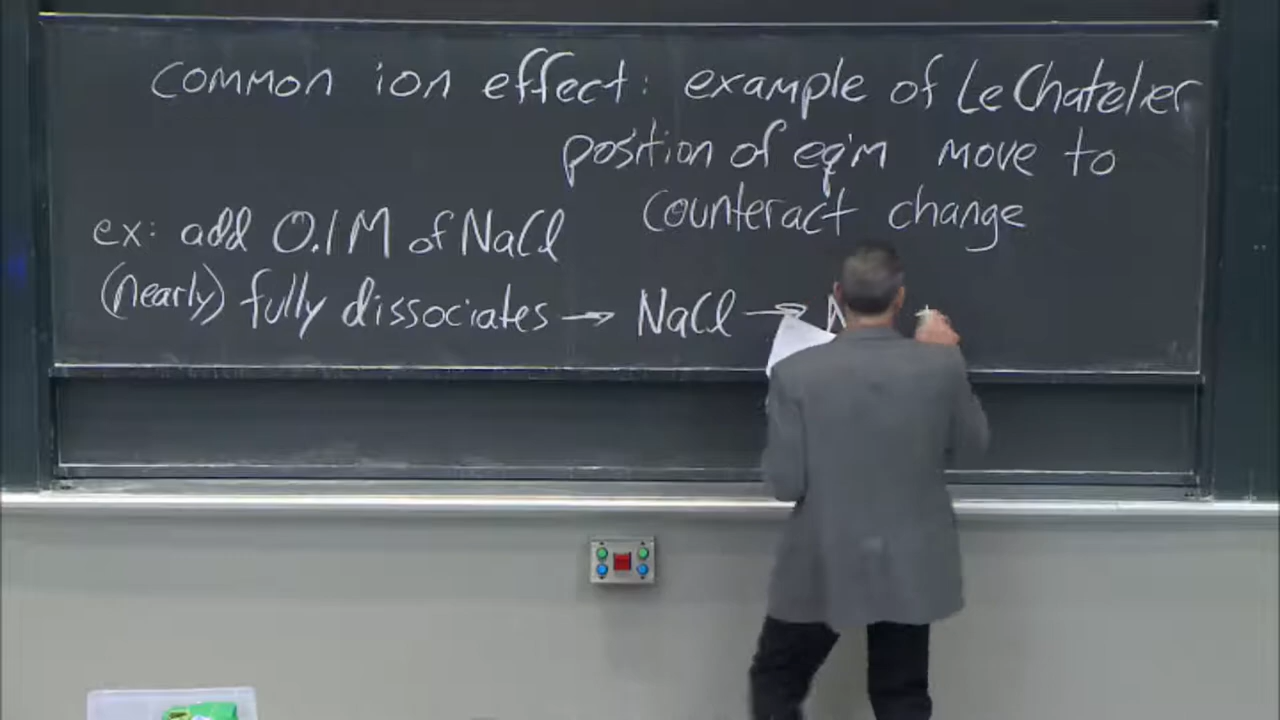 common ion effect: example of Le Chatelier
position of eq'm move to
counteract change
ex: add 0.1M of NaCl
(nearly) fully dissociates → NaCl → N +